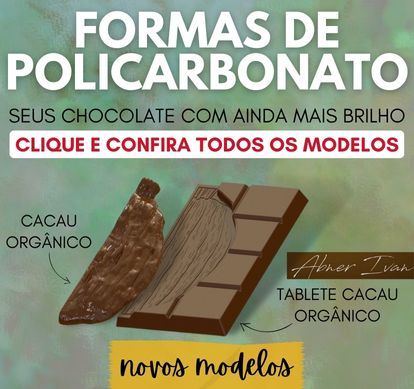 FORMAS DE
POLICARBONATO
SEUS CHOCOLATE COM AINDA MAIS BRILHO
CLIQUE E CONFIRA TODOS OS MODELOS
CACAU
ORGÂNICO
Abner Ivan
TABLETE CACAU
ORGÂNICO
novos modelos